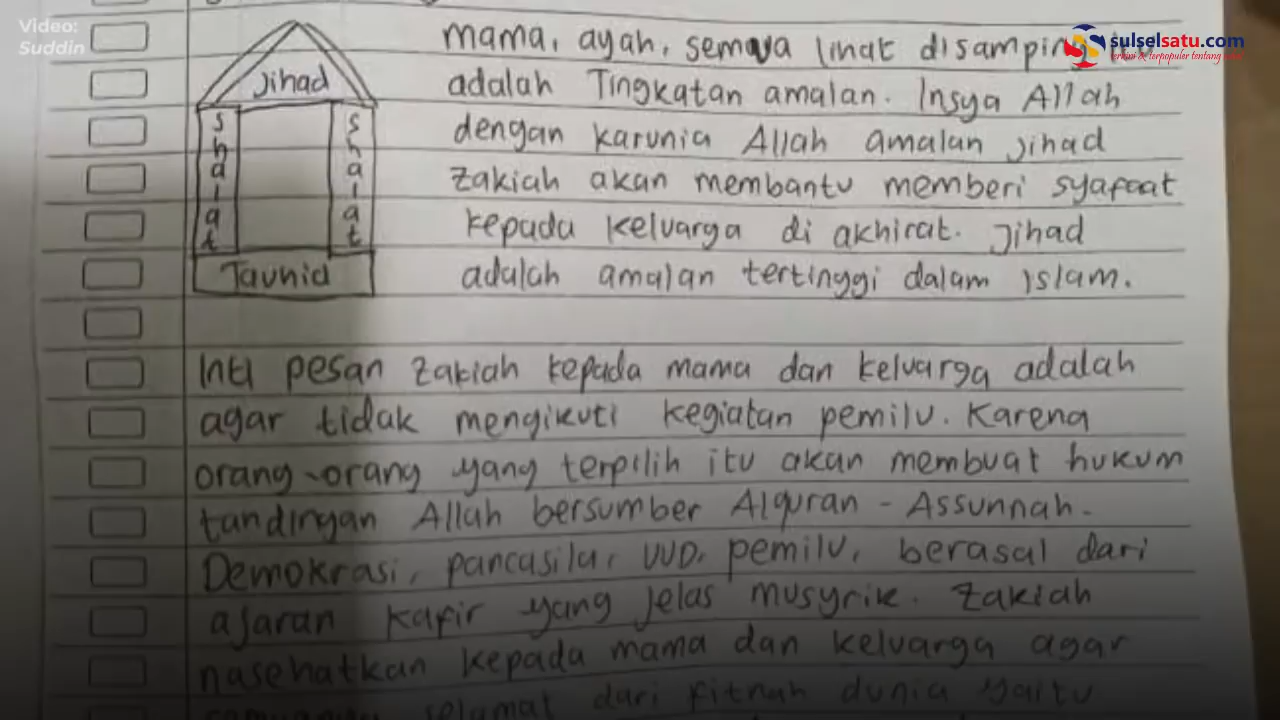 Video:
Suddin
sulselsatu.com
terkini & terpopuler tentang
Jihad
shalat
shalat
Tauhid
mama, ayah, semua lihat disamping
adalah Tingkatan amalan. Insya Allah
dengan karunia Allah amalan jihad
zakiah akan membantu memberi syafaat
kepada keluarga di akhirat. Jihad
adalah amalan tertinggi dalam islam.
Inti pesan zakiah kepada mama dan keluarga adalah
agar tidak mengikuti kegiatan pemilu. Karena
orang-orang yang terpilih itu akan membuat hukum
tandingan Allah bersumber Alquran - Assunnah.
Demokrasi, pancasila, UUD, pemilu, berasal dari
ajaran kafir yang jelas musyrik. Zakiah
nasehatkan kepada mama dan keluarga agar
selamat dari fitnah dunia yaitu